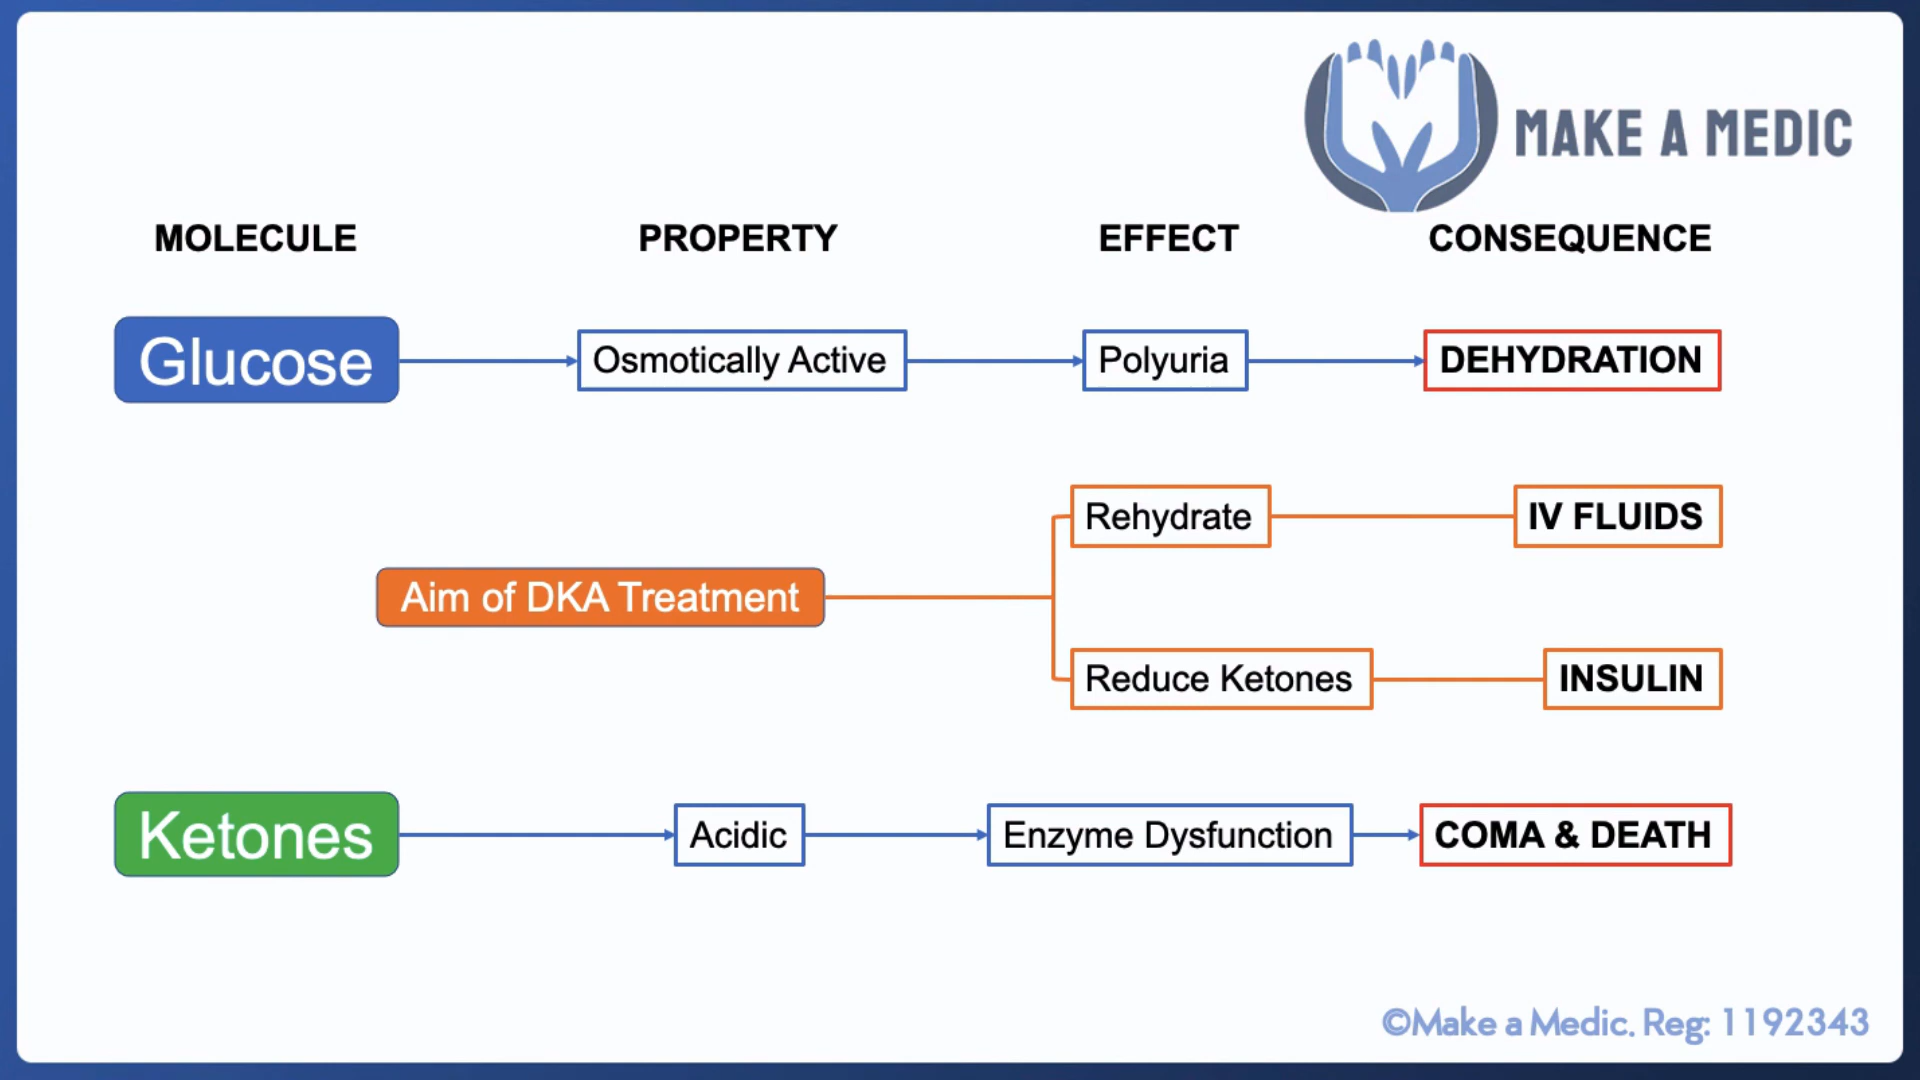 MAKE A MEDIC
MOLECULE PROPERTY EFFECT CONSEQUENCE
Glucose Osmotically Active Polyuria DEHYDRATION
Rehydrate IV FLUIDS
Aim of DKA Treatment
Reduce Ketones INSULIN
Ketones Acidic Enzyme Dysfunction COMA & DEATH
©Make a Medic. Reg: 1192343